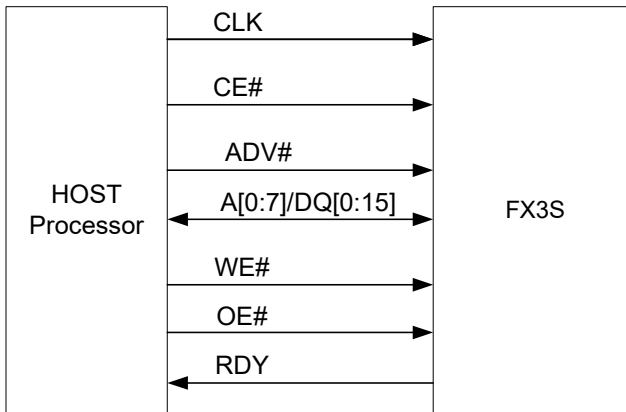 CLK
CE#
ADV#
A[0:7]/DQ[0:15]
HOST
Processor
FX3S
WE#
OE#
RDY